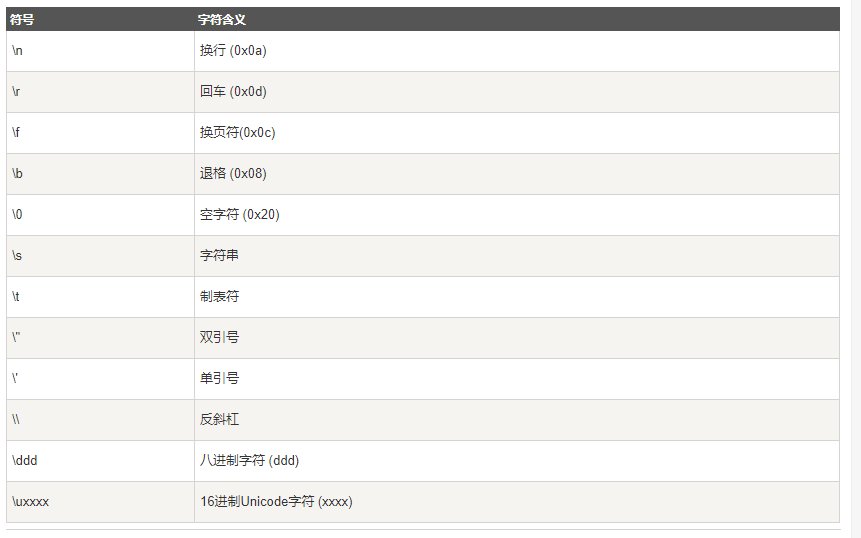 符号 字符含义
\n 换行 (0x0a)
\r 回车 (0x0d)
\f 换页符(0x0c)
\b 退格 (0x08)
\0 空字符 (0x20)
\s 字符串
\t 制表符
\" 双引号
\' 单引号
\\ 反斜杠
\ddd 八进制字符 (ddd)
\uxxxx 16进制Unicode字符 (xxxx)